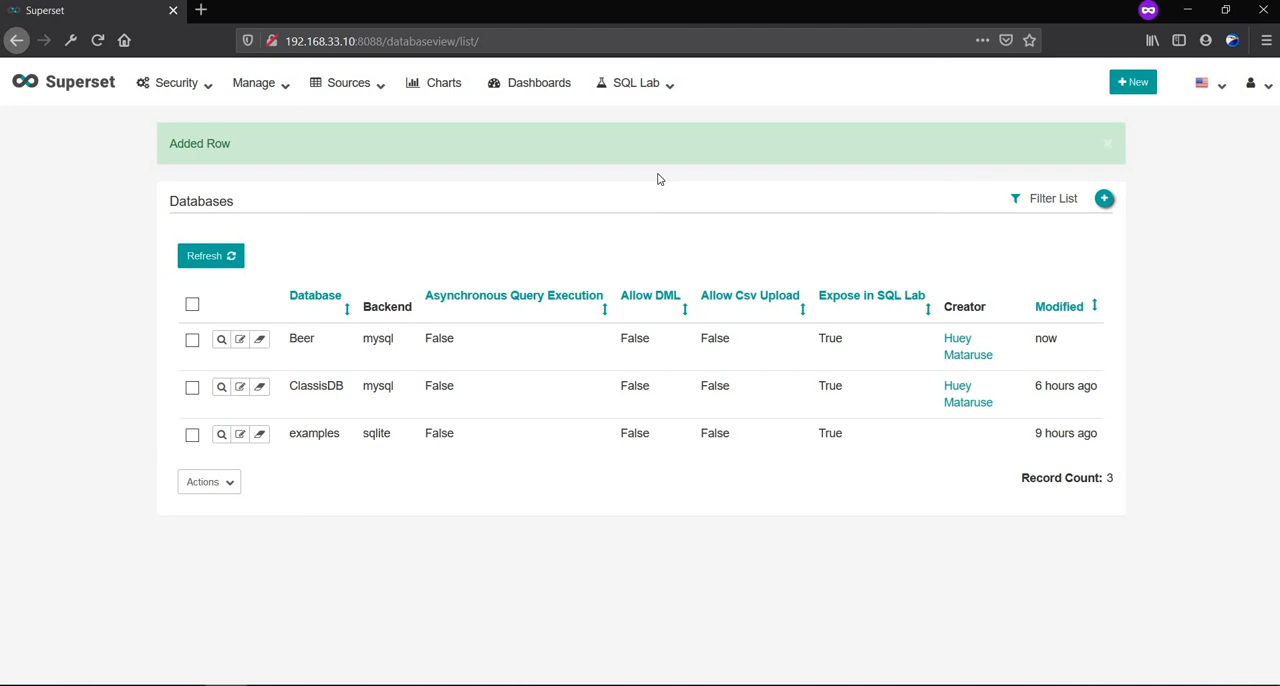 Superset
192.168.33.10:8088/databaseview/list/
Superset Security Manage Sources Charts Dashboards SQL Lab + New
Added Row ×
Databases Filter List +
Refresh
Database Backend Asynchronous Query Execution Allow DML Allow Csv Upload Expose in SQL Lab Creator Modified
Beer mysql False False False True Huey now
Mataruse
ClassisDB mysql False False False True Huey 6 hours ago
Mataruse
examples sqlite False False False True 9 hours ago
Actions Record Count: 3